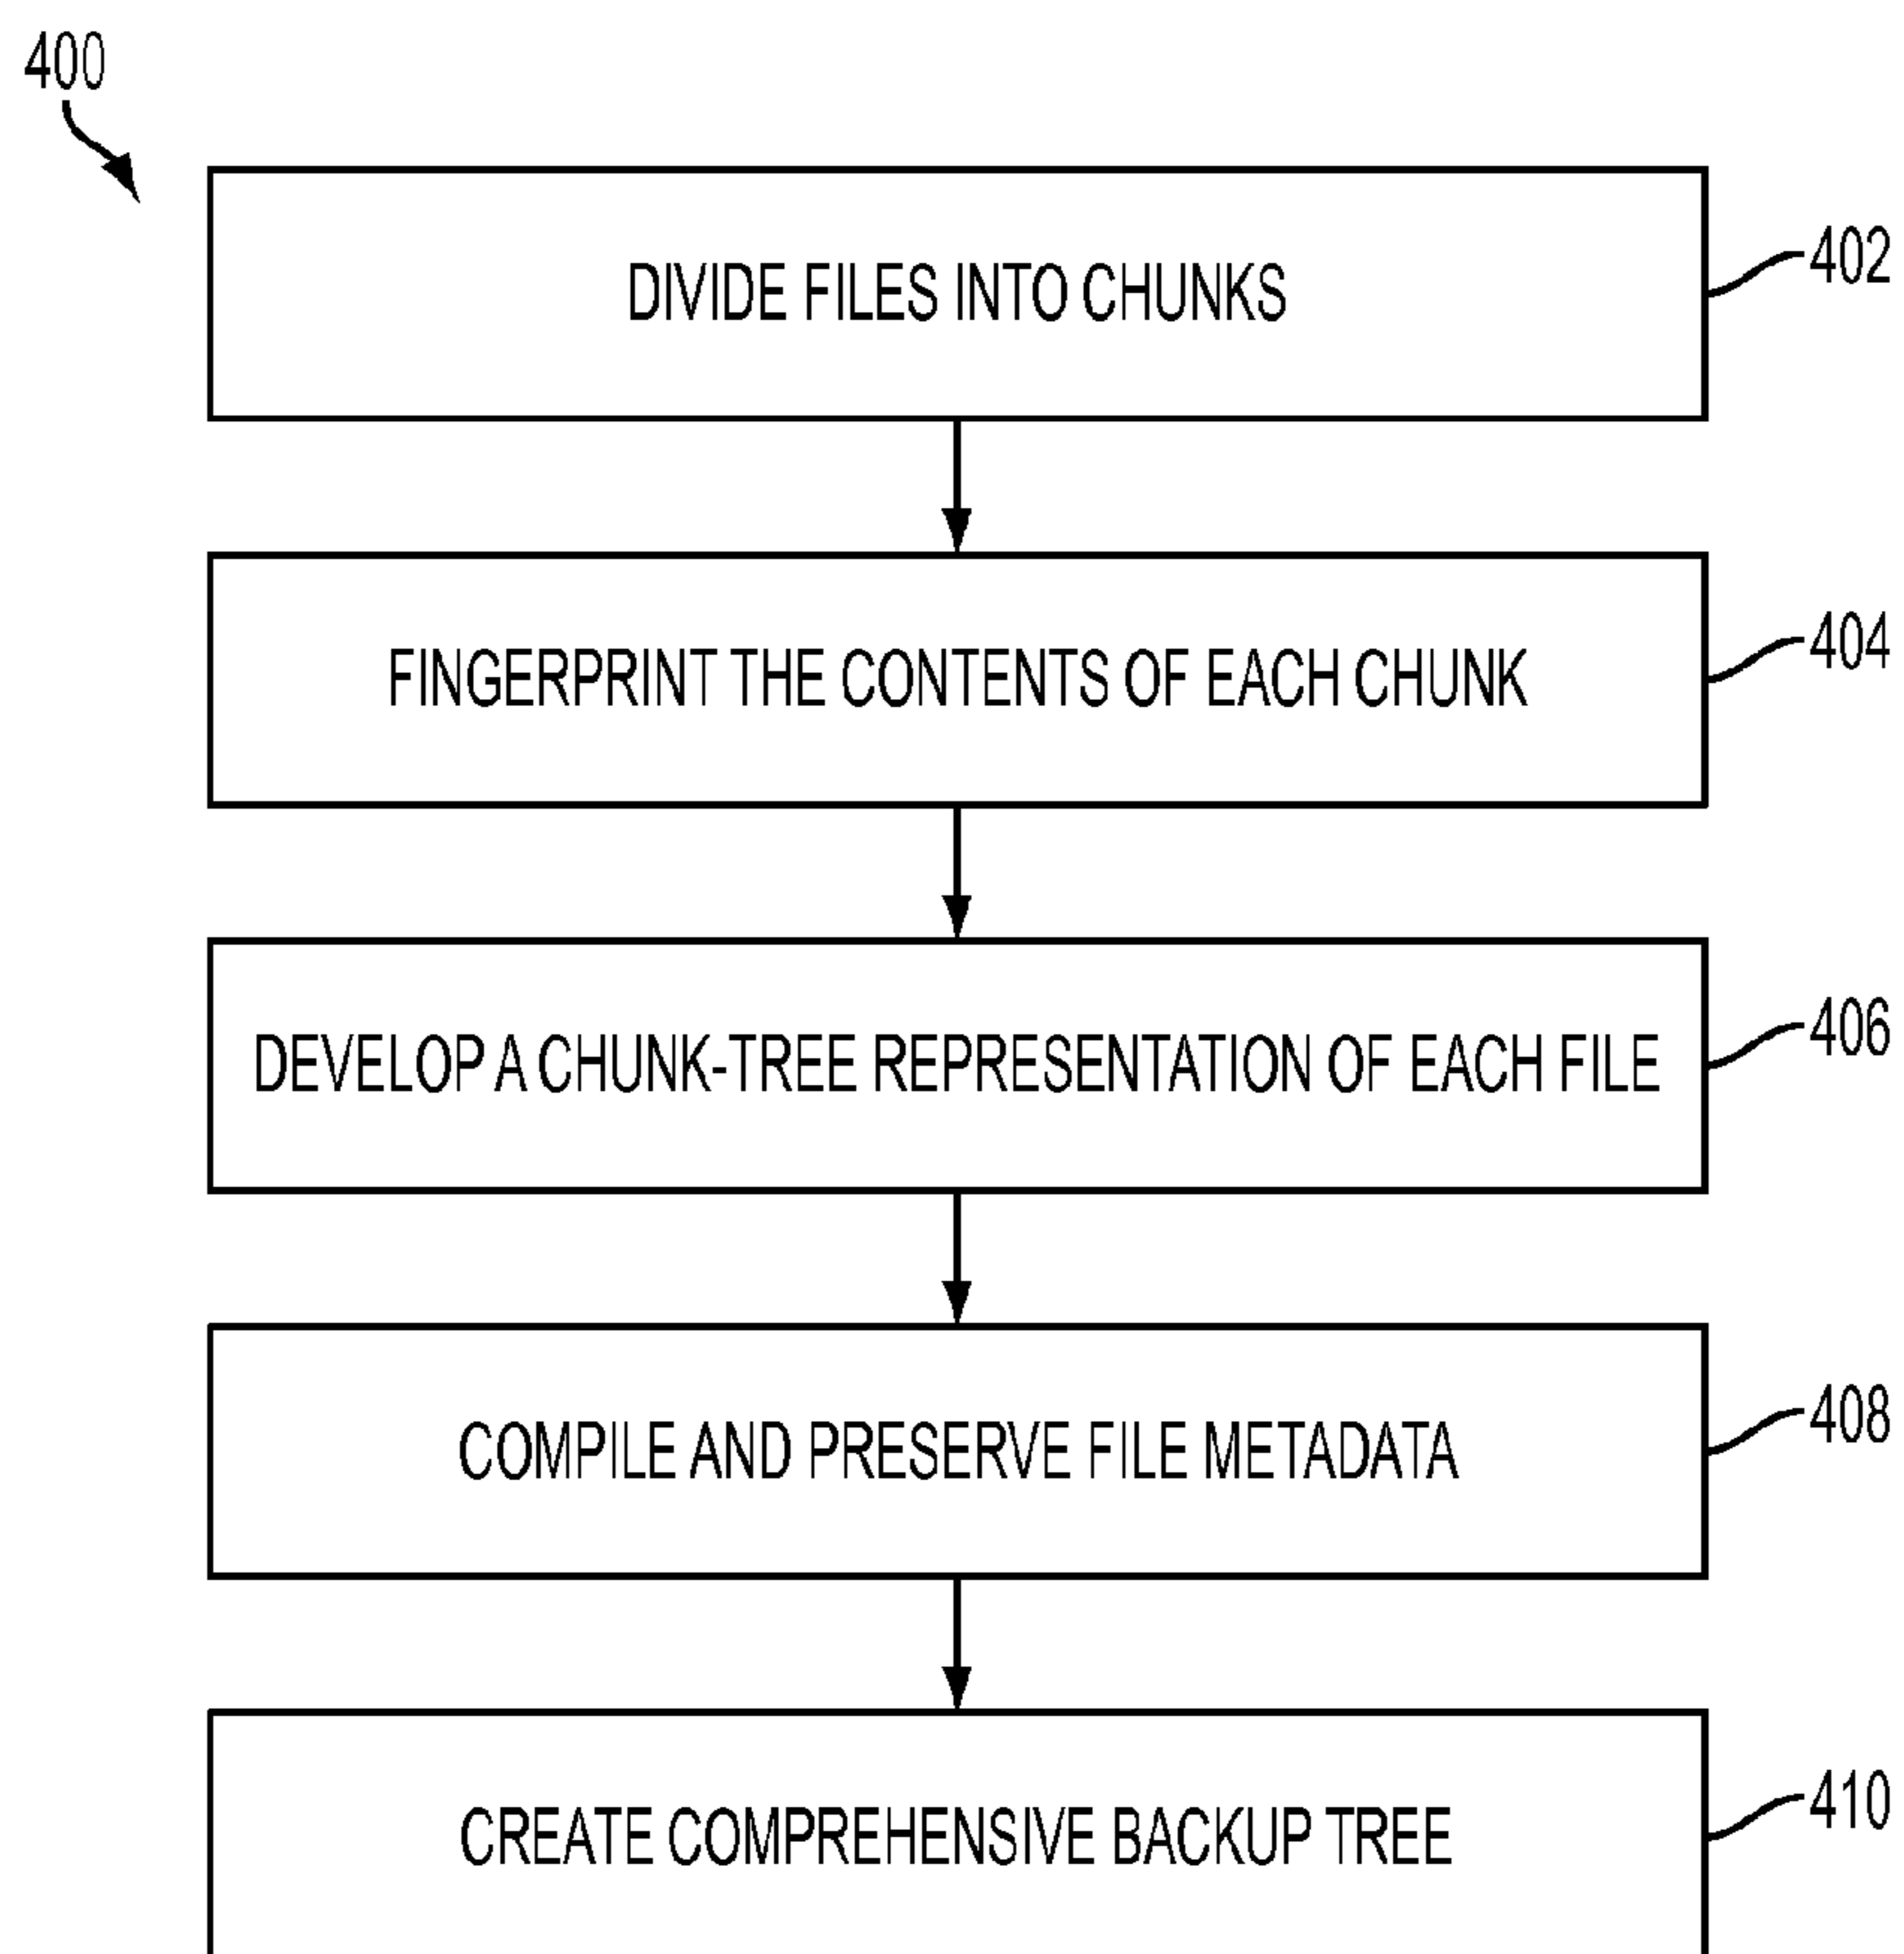 400
DIVIDE FILES INTO CHUNKS
402
FINGERPRINT THE CONTENTS OF EACH CHUNK
404
DEVELOP A CHUNK-TREE REPRESENTATION OF EACH FILE
406
COMPILE AND PRESERVE FILE METADATA
408
CREATE COMPREHENSIVE BACKUP TREE
410